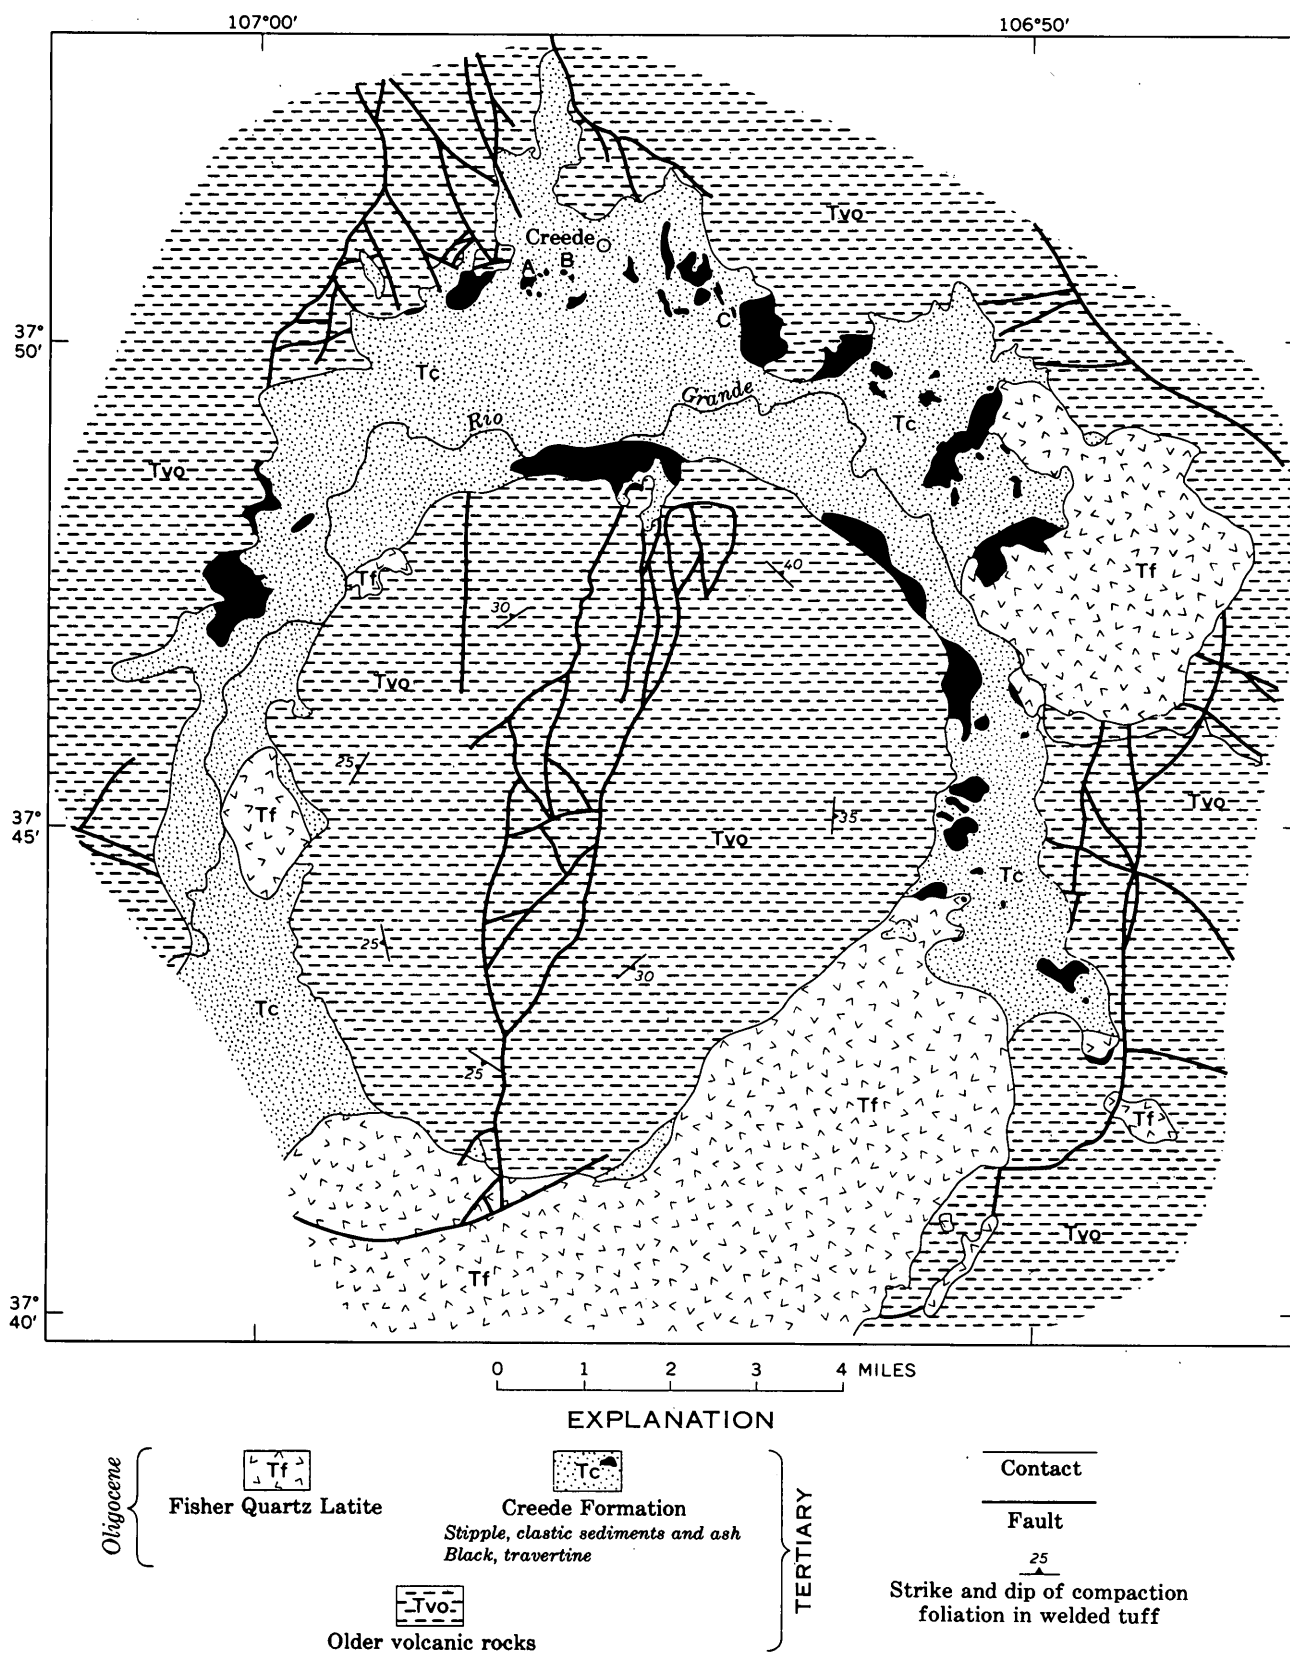 107°00′
106°50′
Tvo
Creede
A
B
C
37°
50′
Tc
Rio
Grande
Tc
Tvo
40
Tf
Tf
30
Tvo
25
37°
45′
Tf
Tvo
35
Tvo
Tc
25
30
Tc
25
Tf
Tf
Tvo
Tf
37°
40′
0 1 2 3 4 MILES
EXPLANATION
Oligocene
Tf
Fisher Quartz Latite
Tc
Creede Formation
Stipple, clastic sediments and ash
Black, travertine
Tvo
Older volcanic rocks
TERTIARY
Contact
Fault
25
Strike and dip of compaction
foliation in welded tuff